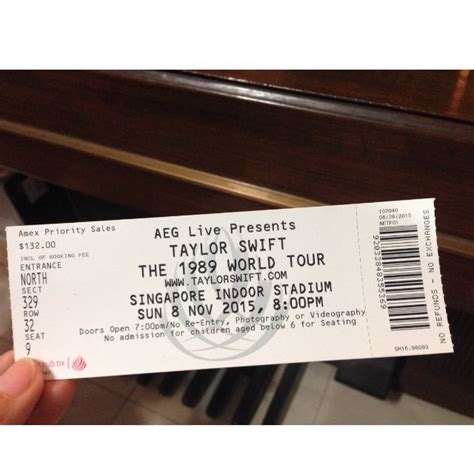 Amex Priority Sales
$132.00
INCL OF BOOKING FEE
ENTRANCE
NORTH
SECT
329
ROW
32
SEAT
9
AEG Live Presents
TAYLOR SWIFT
THE 1989 WORLD TOUR
WWW.TAYLORSWIFT.COM
SINGAPORE INDOOR STADIUM
SUN 8 NOV 2015, 8:00PM
Doors Open 7:00pm/No Re-Entry, Photography or Videography
No admission for children aged below 6 for Seating
NO REFUNDS - NO EXCHANGES